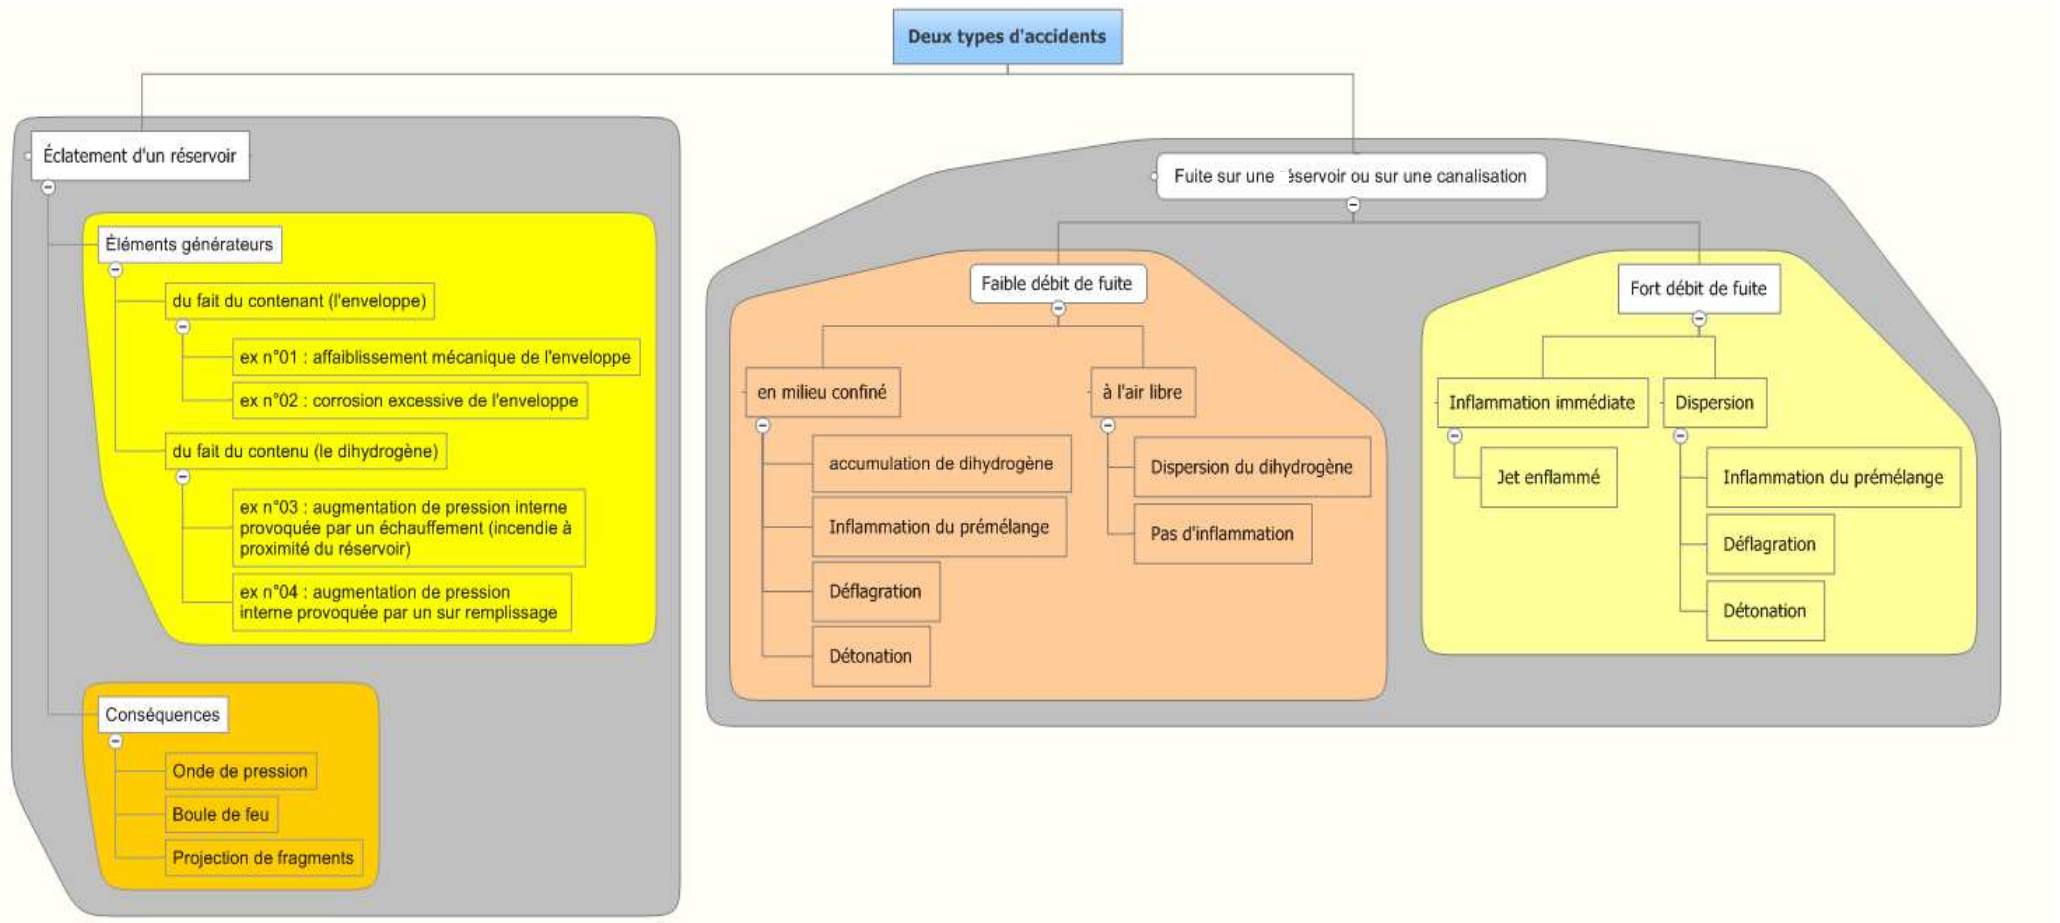 Deux types d'accidents
Éclatement d'un réservoir
Éléments générateurs
du fait du contenant (l'enveloppe)
ex n°01 : affaiblissement mécanique de l'enveloppe
ex n°02 : corrosion excessive de l'enveloppe
du fait du contenu (le dihydrogène)
ex n°03 : augmentation de pression interne
provoquée par un échauffement (incendie à
proximité du réservoir)
ex n°04 : augmentation de pression
interne provoquée par un sur remplissage
Conséquences
Onde de pression
Boule de feu
Projection de fragments
Fuite sur une éservoir ou sur une canalisation
Faible débit de fuite
en milieu confiné
accumulation de dihydrogène
Inflammation du prémélange
Déflagration
Détonation
à l'air libre
Dispersion du dihydrogène
Pas d'inflammation
Fort débit de fuite
Inflammation immédiate
Jet enflammé
Dispersion
Inflammation du prémélange
Déflagration
Détonation